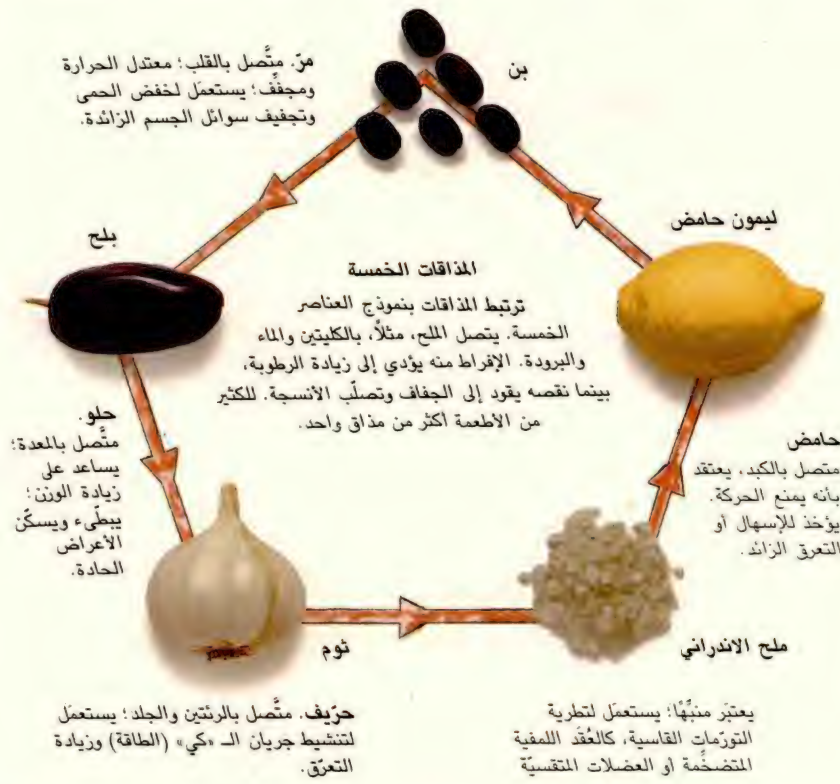 بن
مرّ. متَّصل بالقلب؛ معتدل الحرارة
ومجفِّف؛ يستعمَل لخفض الحمى
وتجفيف سوائل الجسم الزائدة.
ليمون حامض
بلح
المذاقات الخمسة
ترتبط المذاقات بنموذج العناصر
الخمسة. يتصل الملح، مثلاً، بالكليتين والماء
والبرودة. الإفراط منه يؤدي إلى زيادة الرطوبة،
بينما نقصه يقود إلى الجفاف وتصلّب الأنسجة. للكثير
من الأطعمة أكثر من مذاق واحد.
حامض
متصل بالكبد، يعتقد
بانه يمنع الحركة.
يؤخذ للإسهال أو
التعرق الزائد.
حلو.
متَّصل بالمعدة؛
يساعد على
زيادة الوزن؛
يبطّىء ويسكّن
الأعراض
الحادة.
ملح الاندراني
ثوم
يعتبَر منبِّهًا؛ يستعمَل لتطرية
التورّمات القاسية، كالعُقَد اللمفية
المتضخّمة او العضلات المتقسيّة
حرّيف. متَّصل بالرئتين والجلد؛ يستعمَل
لتنشيط جريان الـ «كي» (الطاقة) وزيادة
التعرّق.